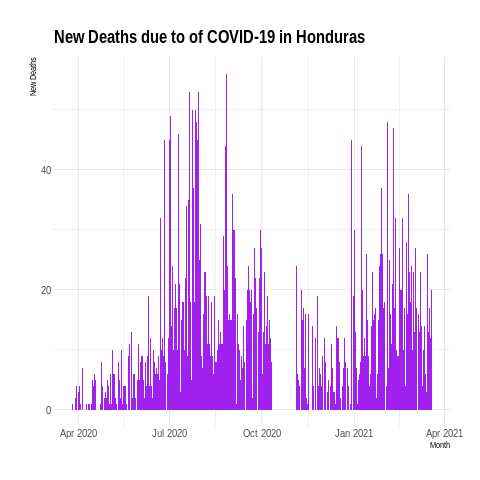 New Deaths due to of COVID-19 in Honduras
New Deaths
40
20
0
Apr 2020
Jul 2020
Oct 2020
Jan 2021
Apr 2021
Month